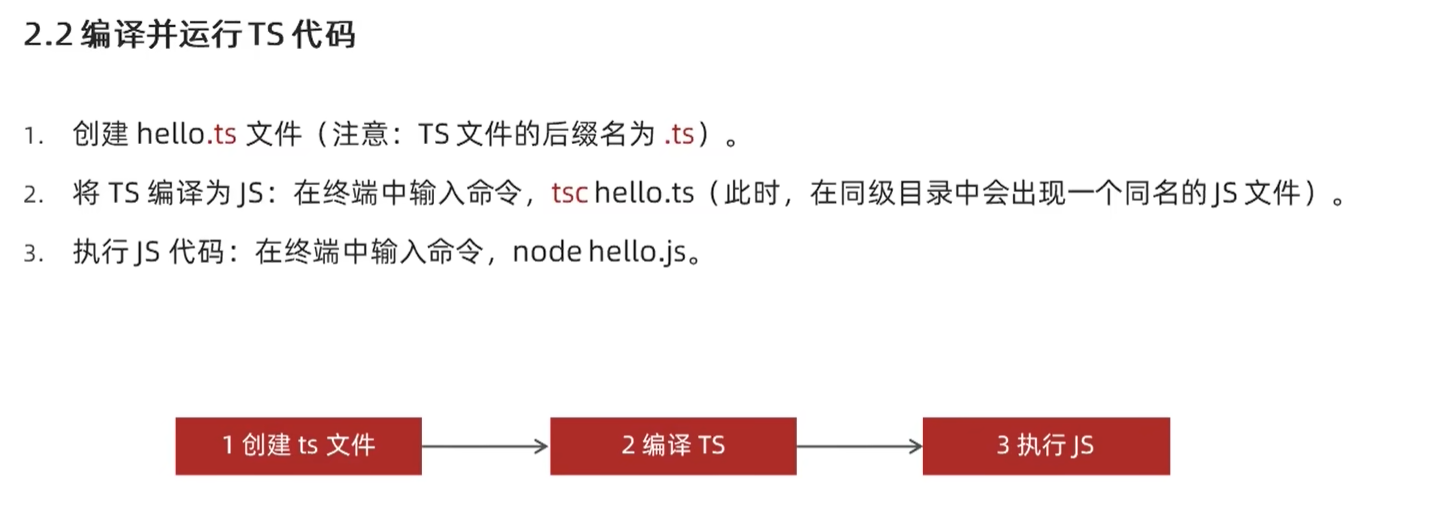 2.2 编译并运行 TS 代码
1. 创建 hello.ts 文件（注意：TS 文件的后缀名为 .ts）。
2. 将 TS 编译为 JS：在终端中输入命令，tsc hello.ts（此时，在同级目录中会出现一个同名的 JS 文件）。
3. 执行 JS 代码：在终端中输入命令，node hello.js。
1 创建 ts 文件
2 编译 TS
3 执行 JS